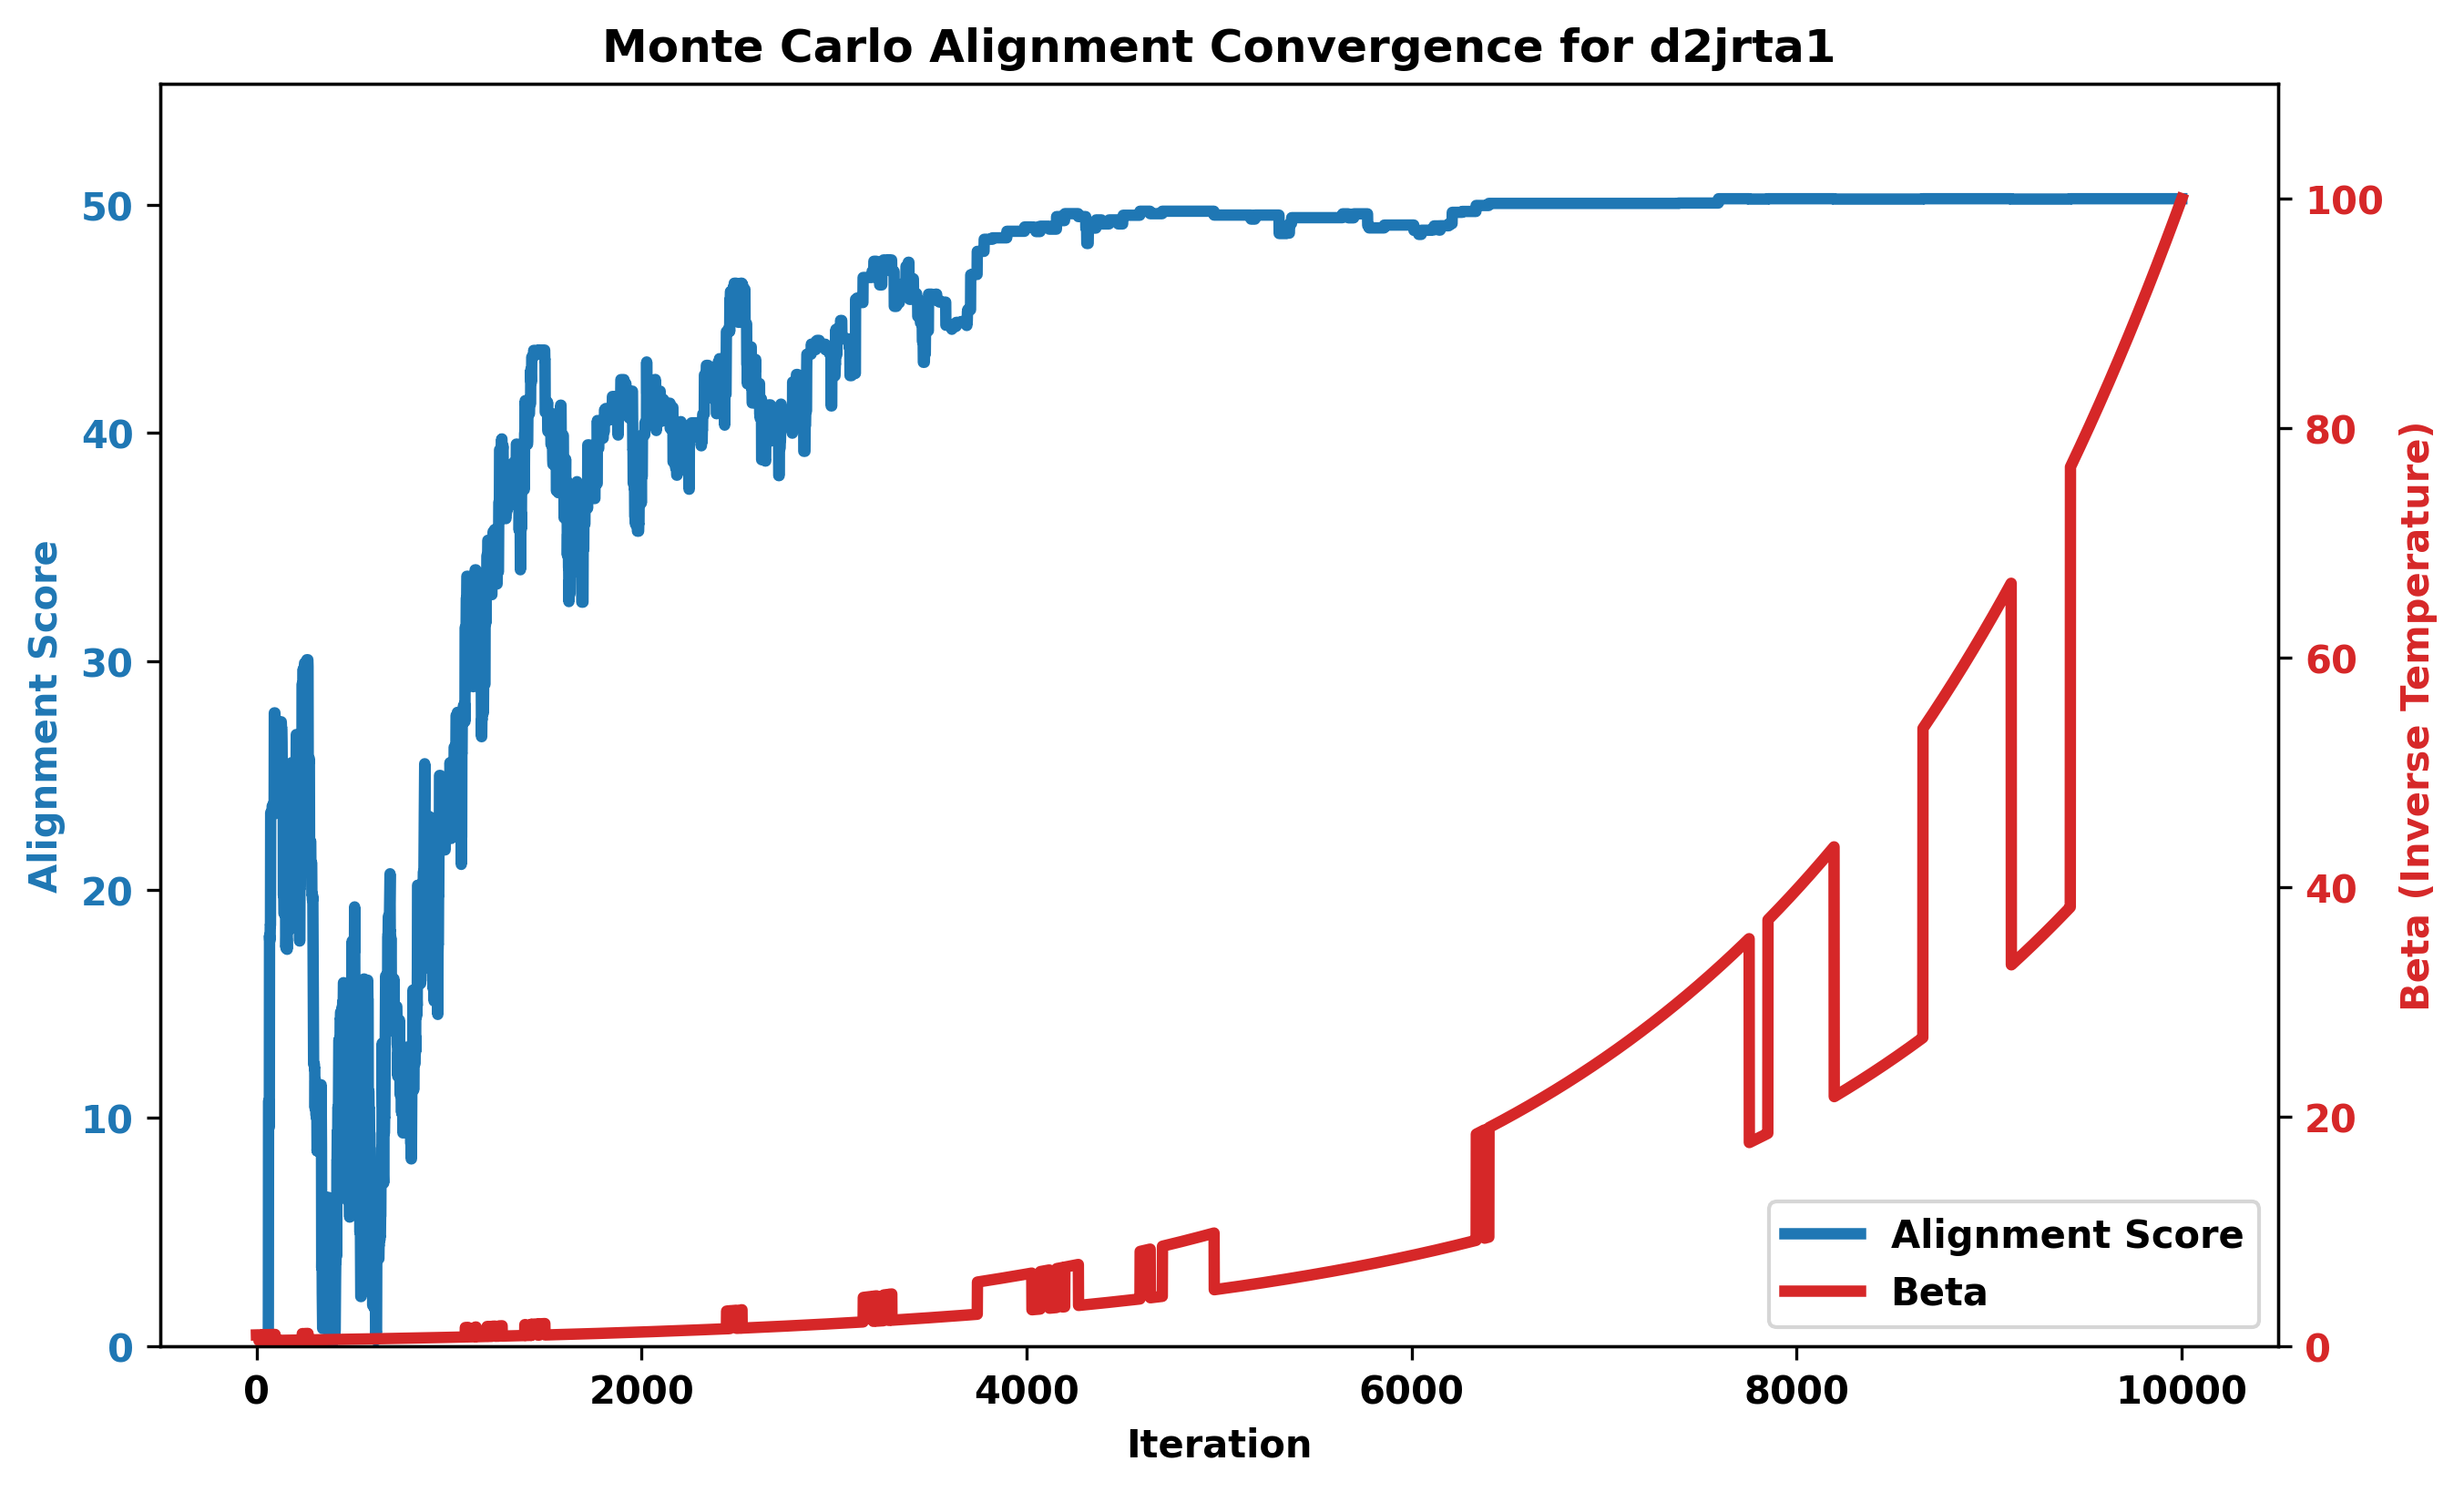 Monte Carlo Alignment Convergence for d2jrta1
Alignment Score
50
40
30
20
10
0
100
80
60
40
20
0
Beta (Inverse Temperature)
Alignment Score
Beta
0 2000 4000 6000 8000 10000
Iteration